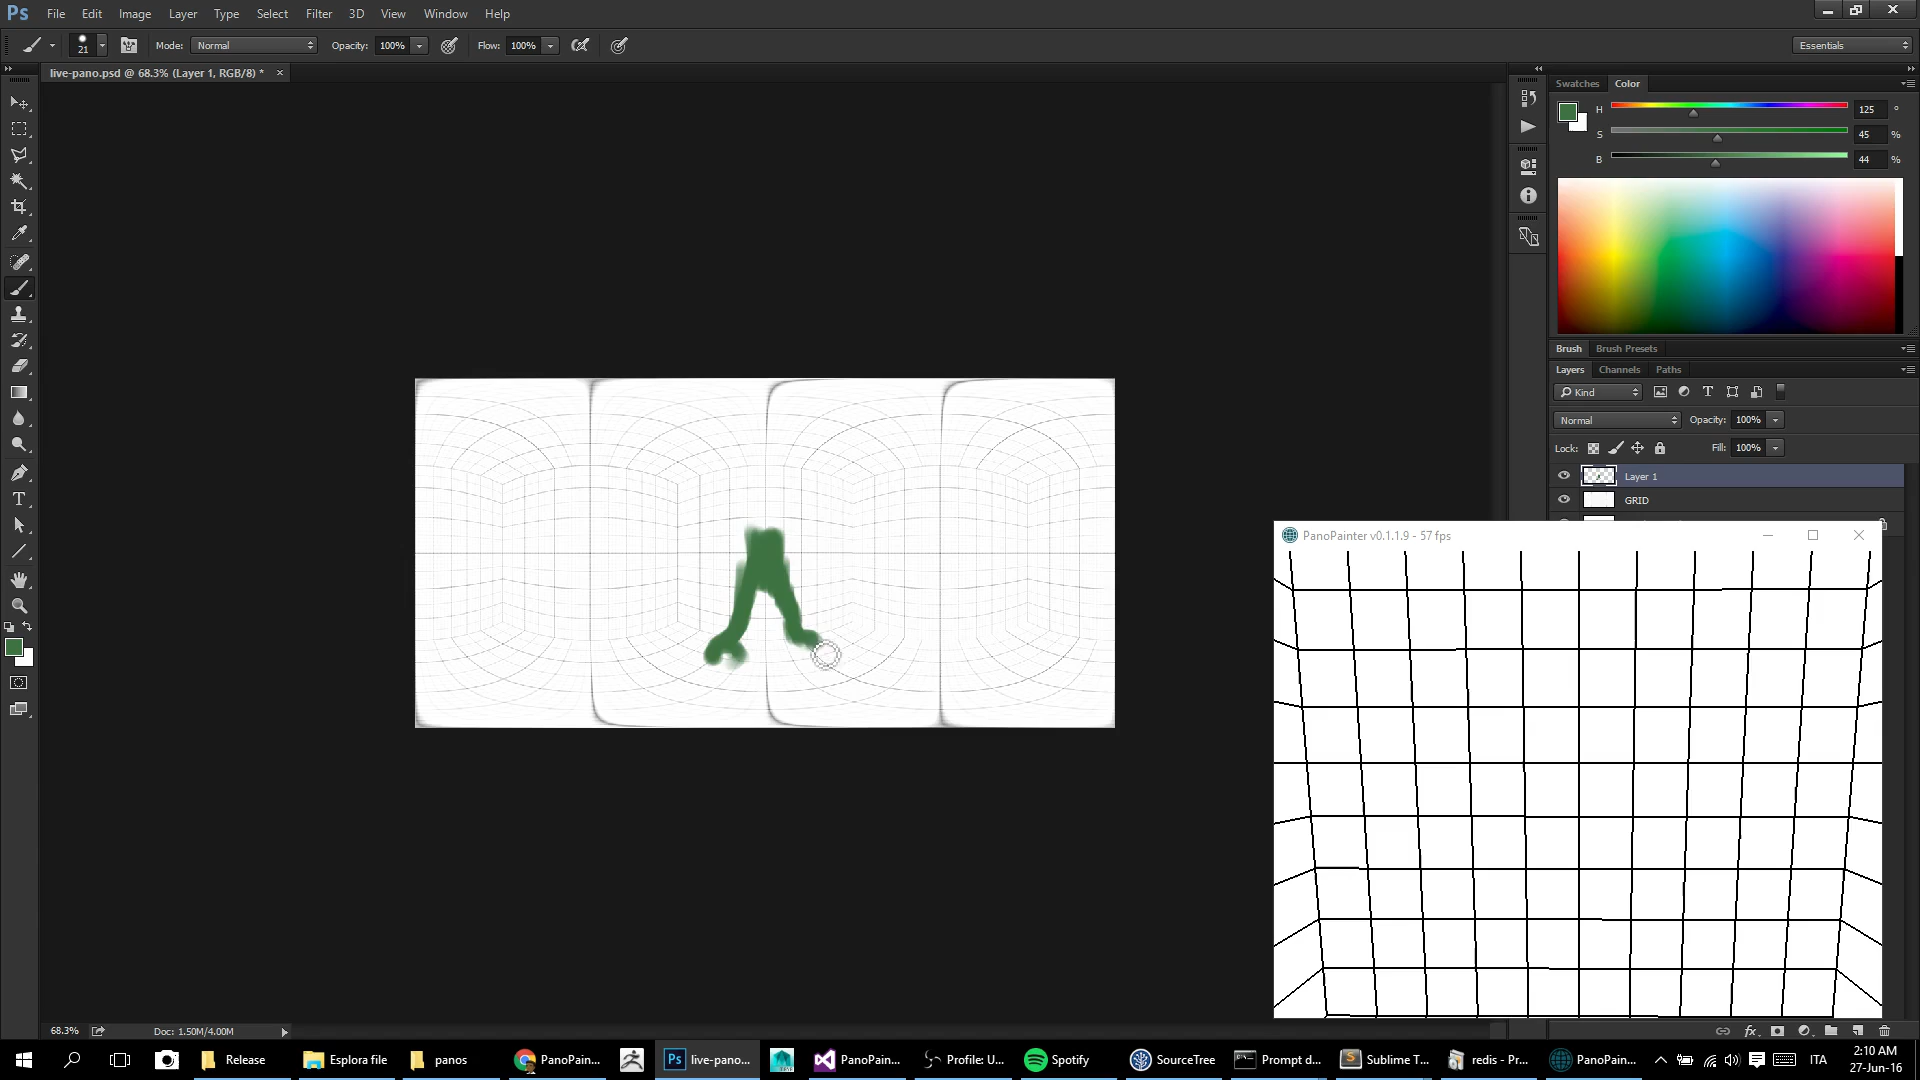 Ps File Edit Image Layer Type Select Filter 3D View Window Help
21 Mode: Normal Opacity: 100% Flow: 100% Essentials
live-pano.psd @ 68.3% (Layer 1, RGB/8) * ×
Swatches Color
H 125 °
S 45 %
B 44 %
Brush Brush Presets
Layers Channels Paths
Kind
Normal Opacity: 100%
Lock: Fill: 100%
Layer 1
GRID
PanoPainter v0.1.1.9 - 57 fps
68.3% Doc: 1.50M/4.00M
fx
Release Esplora file panos PanoPain... Ps live-pano... PanoPain... Profile: U... Spotify SourceTree Prompt d... Sublime T... redis - Pr... PanoPain... ITA
2:10 AM
27-Jun-16